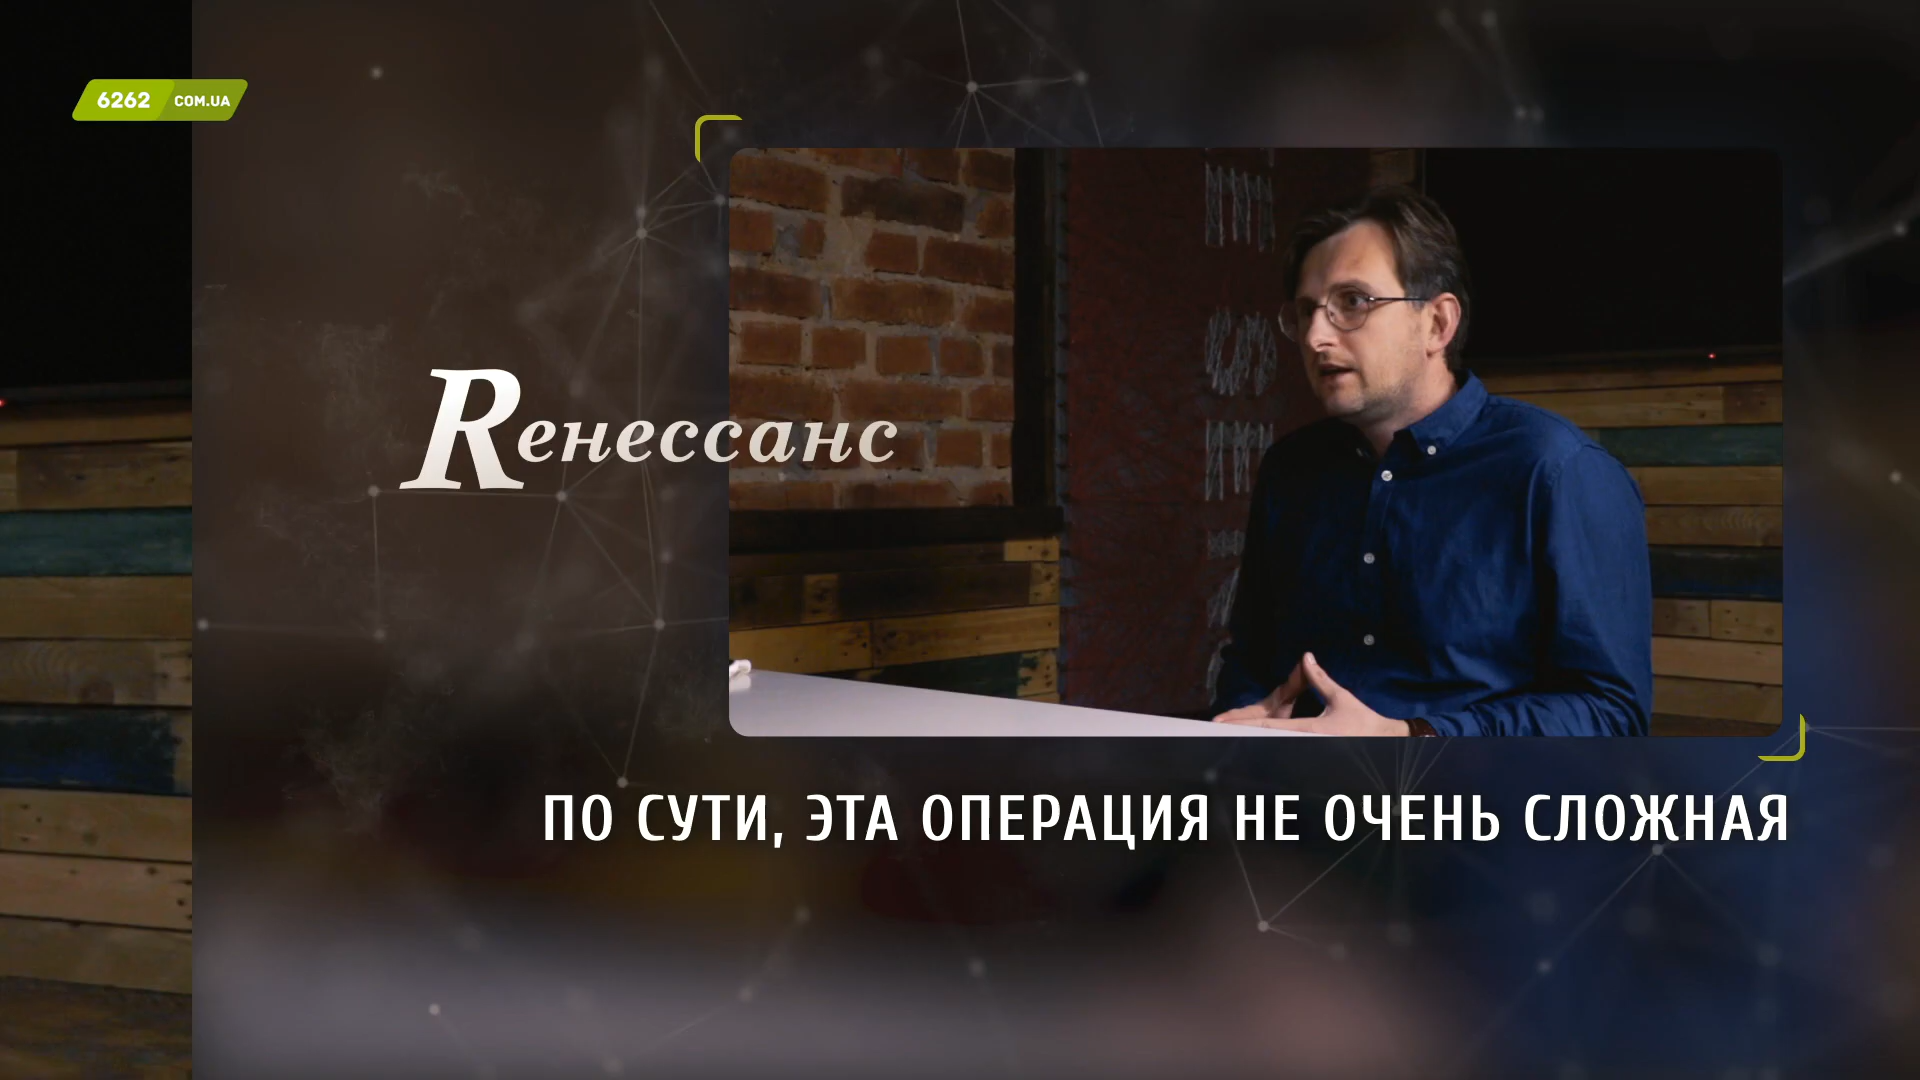 6262 COM.UA
Rенессанс
ПО СУТИ, ЭТА ОПЕРАЦИЯ НЕ ОЧЕНЬ СЛОЖНАЯ